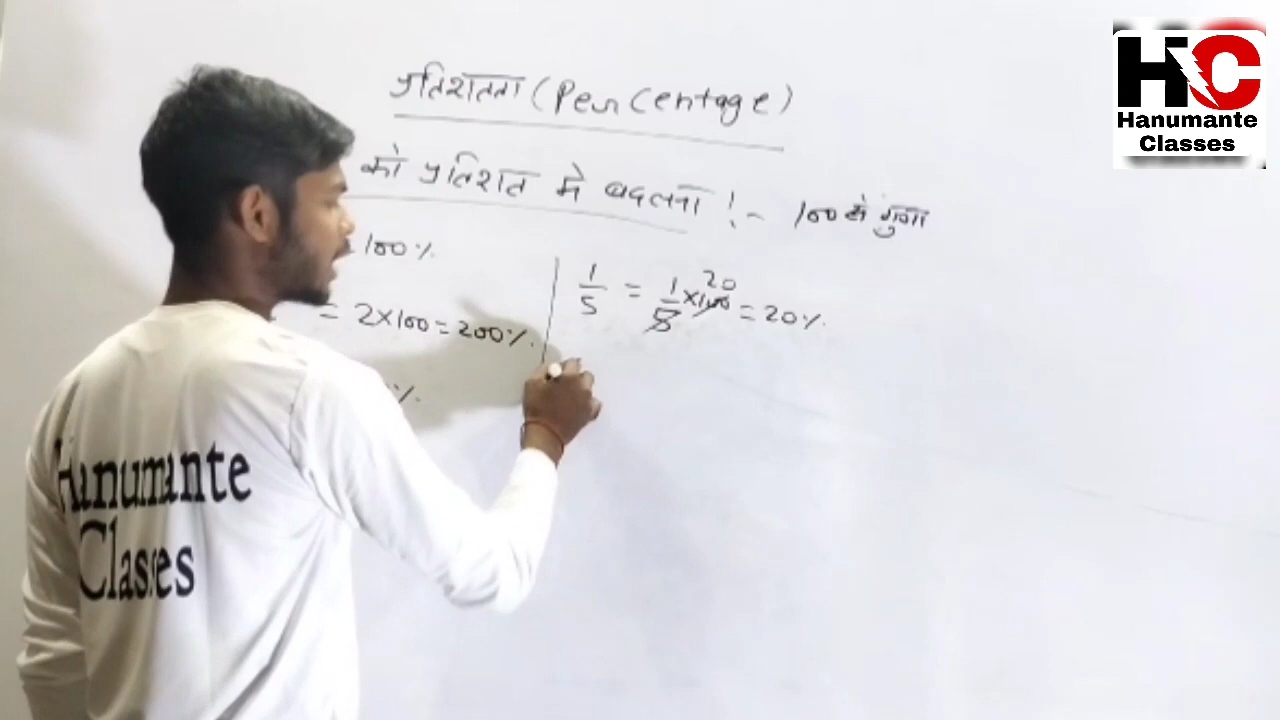 HC
Hanumante
Classes
प्रतिशतता (Percentage)
को प्रतिशत मे बदलना !- 100 से गुणा
100%
= 2×100 = 200%.
%.
1/5 = 1/5×100 20 = 20%.
Hanumante
Classes